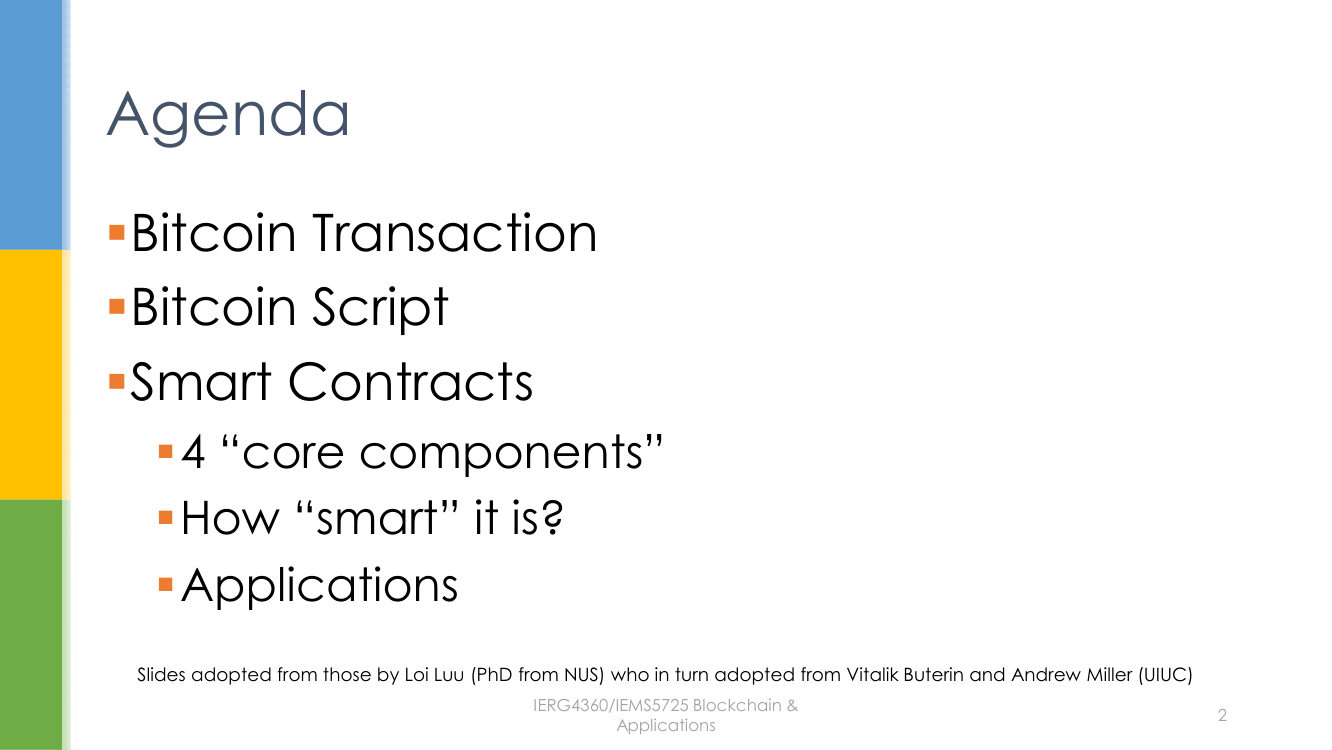 Agenda
▪Bitcoin Transaction
▪Bitcoin Script
▪Smart Contracts
▪4 “core components”
▪How “smart” it is?
▪Applications
Slides adopted from those by Loi Luu (PhD from NUS) who in turn adopted from Vitalik Buterin and Andrew Miller (UIUC)
IERG4360/IEMS5725 Blockchain &
Applications
2